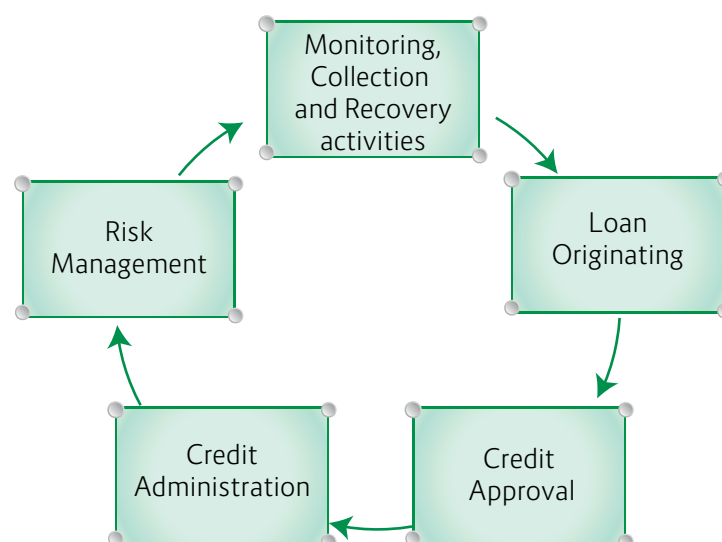 Monitoring,
Collection
and Recovery
activities
Loan
Originating
Credit
Approval
Credit
Administration
Risk
Management